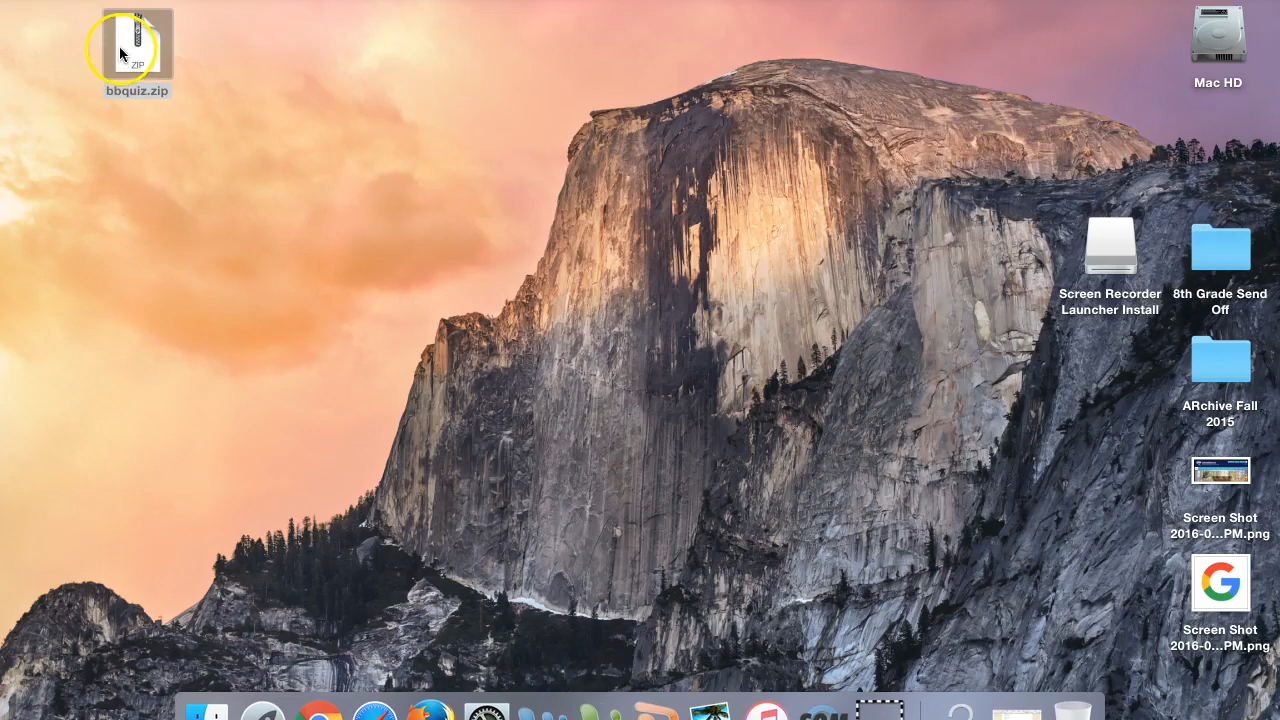 ZIP
bbquiz.zip
Mac HD
Screen Recorder
Launcher Install
8th Grade Send
Off
ARchive Fall
2015
Screen Shot
2016-0...PM.png
G
Screen Shot
2016-0...PM.png